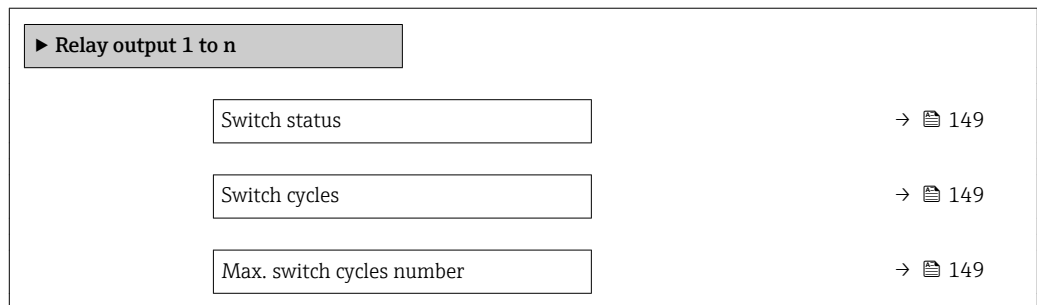 ▶ Relay output 1 to n
Switch status → 149
Switch cycles → 149
Max. switch cycles number → 149